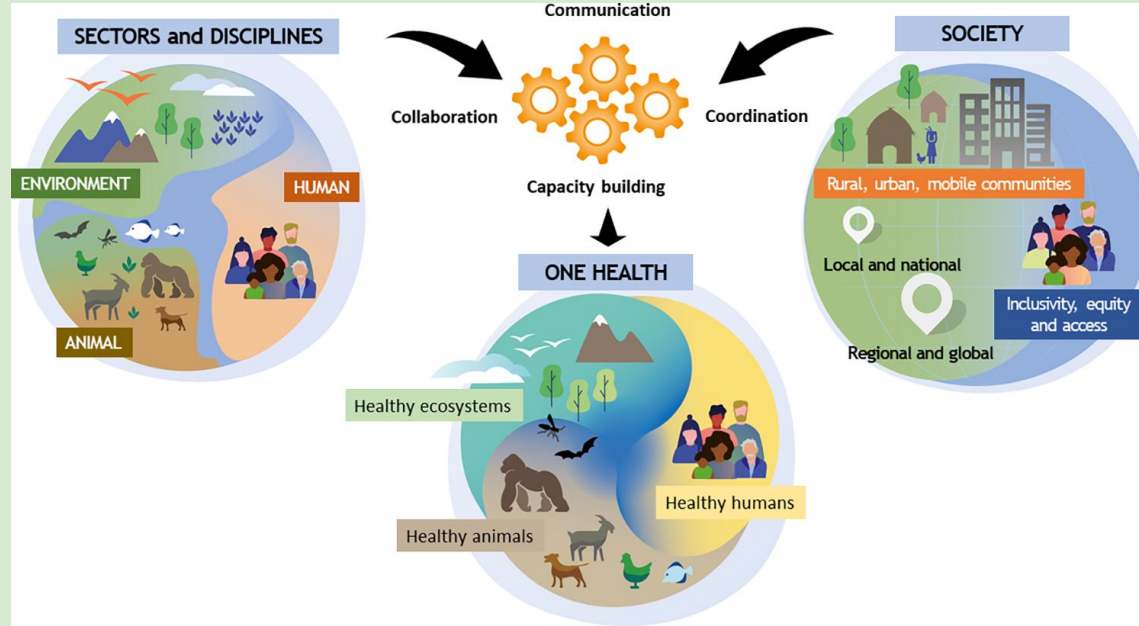 SECTORS and DISCIPLINES
ENVIRONMENT
HUMAN
ANIMAL
Communication
Collaboration
Coordination
Capacity building
SOCIETY
Rural, urban, mobile communities
Local and national
Inclusivity, equity
and access
Regional and global
ONE HEALTH
Healthy ecosystems
Healthy humans
Healthy animals